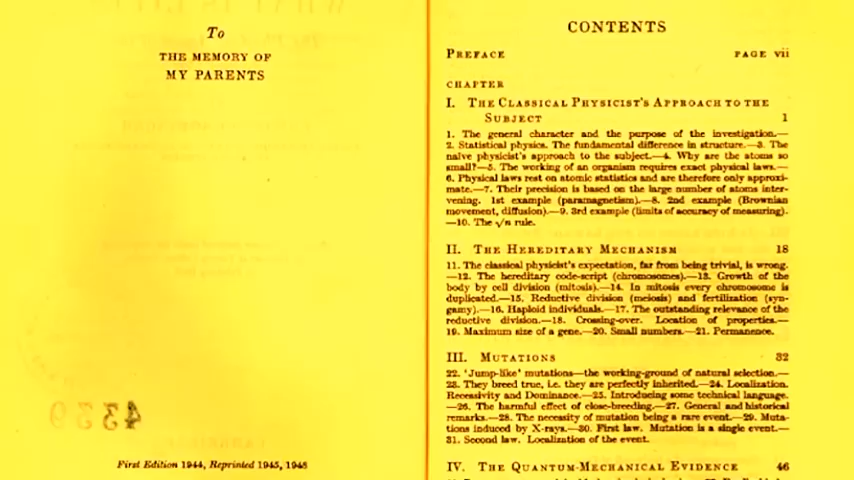 To
THE MEMORY OF
MY PARENTS
4339
First Edition 1944, Reprinted 1945, 1948
CONTENTS
PREFACE PAGE vii
CHAPTER
I. THE CLASSICAL PHYSICIST'S APPROACH TO THE
SUBJECT 1
1. The general character and the purpose of the investigation.—
2. Statistical physics. The fundamental difference in structure.—3. The
naïve physicist's approach to the subject.—4. Why are the atoms so
small?—5. The working of an organism requires exact physical laws.—
6. Physical laws rest on atomic statistics and are therefore only approxi-
mate.—7. Their precision is based on the large number of atoms inter-
vening. 1st example (paramagnetism).—8. 2nd example (Brownian
movement, diffusion).—9. 3rd example (limits of accuracy of measuring).
—10. The √n rule.
II. THE HEREDITARY MECHANISM 18
11. The classical physicist's expectation, far from being trivial, is wrong.
—12. The hereditary code-script (chromosomes).—13. Growth of the
body by cell division (mitosis).—14. In mitosis every chromosome is
duplicated.—15. Reductive division (meiosis) and fertilization (syn-
gamy).—16. Haploid individuals.—17. The outstanding relevance of the
reductive division.—18. Crossing-over. Location of properties.—
19. Maximum size of a gene.—20. Small numbers.—21. Permanence.
III. MUTATIONS 32
22. 'Jump-like' mutations—the working-ground of natural selection.—
23. They breed true, i.e. they are perfectly inherited.—24. Localization.
Recessivity and Dominance.—25. Introducing some technical language.
—26. The harmful effect of close-breeding.—27. General and historical
remarks.—28. The necessity of mutation being a rare event.—29. Muta-
tions induced by X-rays.—30. First law. Mutation is a single event.—
31. Second law. Localization of the event.
IV. THE QUANTUM-MECHANICAL EVIDENCE 46